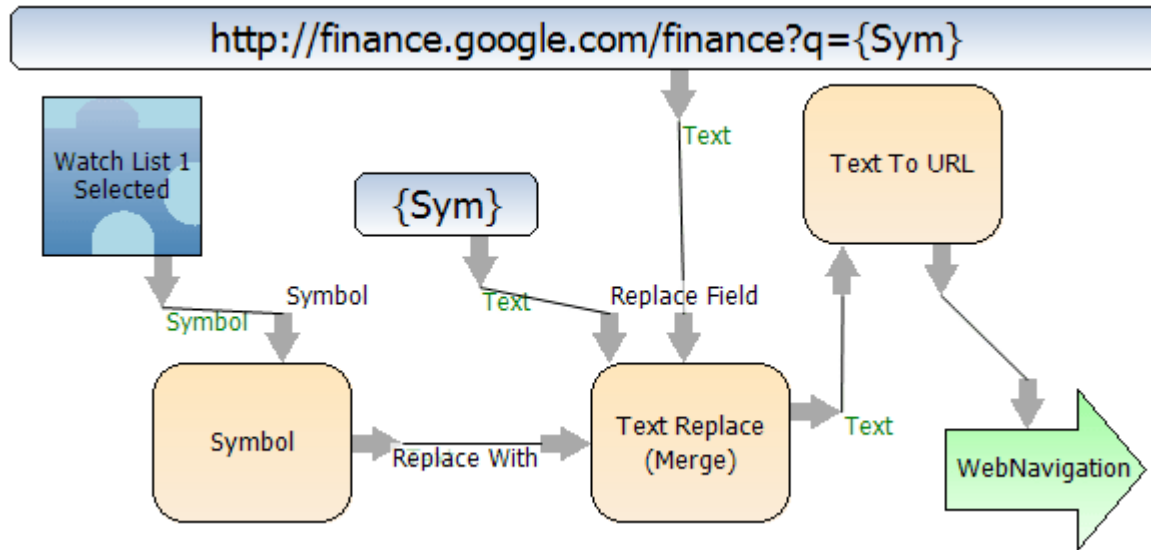 http://finance.google.com/finance?q={Sym}
Text
Watch List 1
Selected
Text To URL
{Sym}
Symbol
Symbol
Text
Replace Field
Symbol
Replace With
Text Replace
(Merge)
Text
WebNavigation